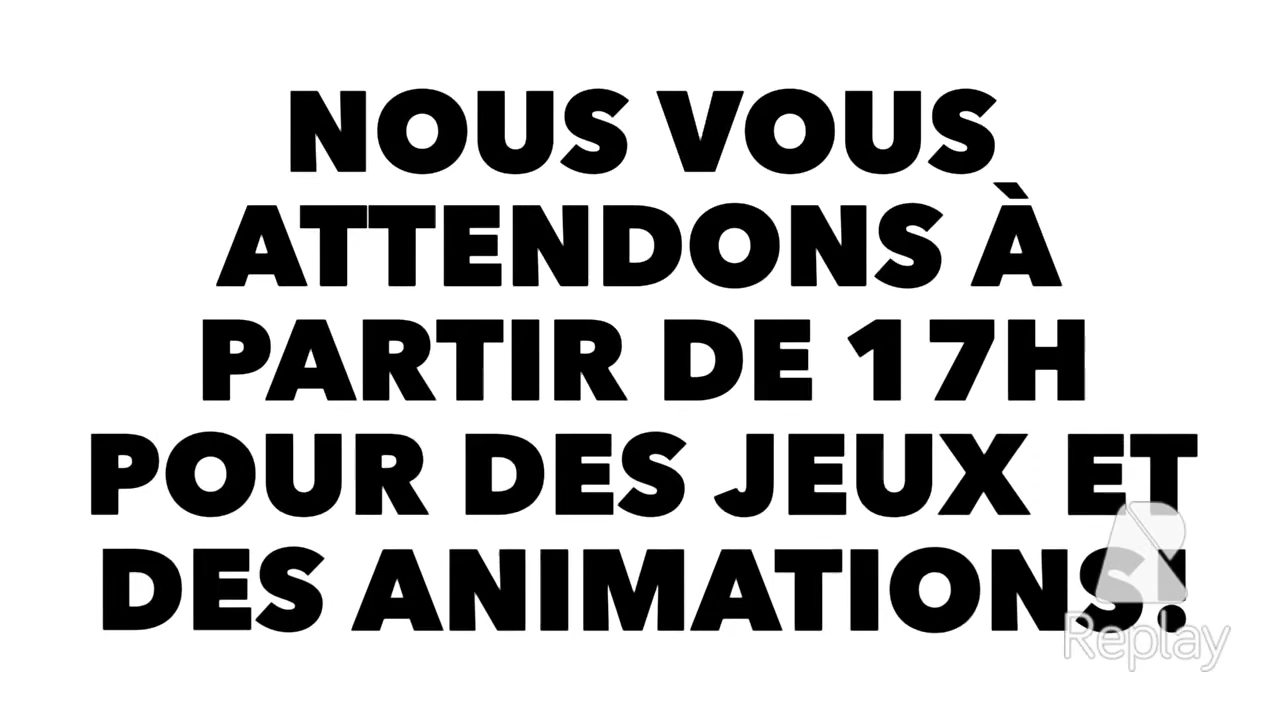 NOUS VOUS
ATTENDONS À
PARTIR DE 17H
POUR DES JEUX ET
DES ANIMATIONS!
Replay